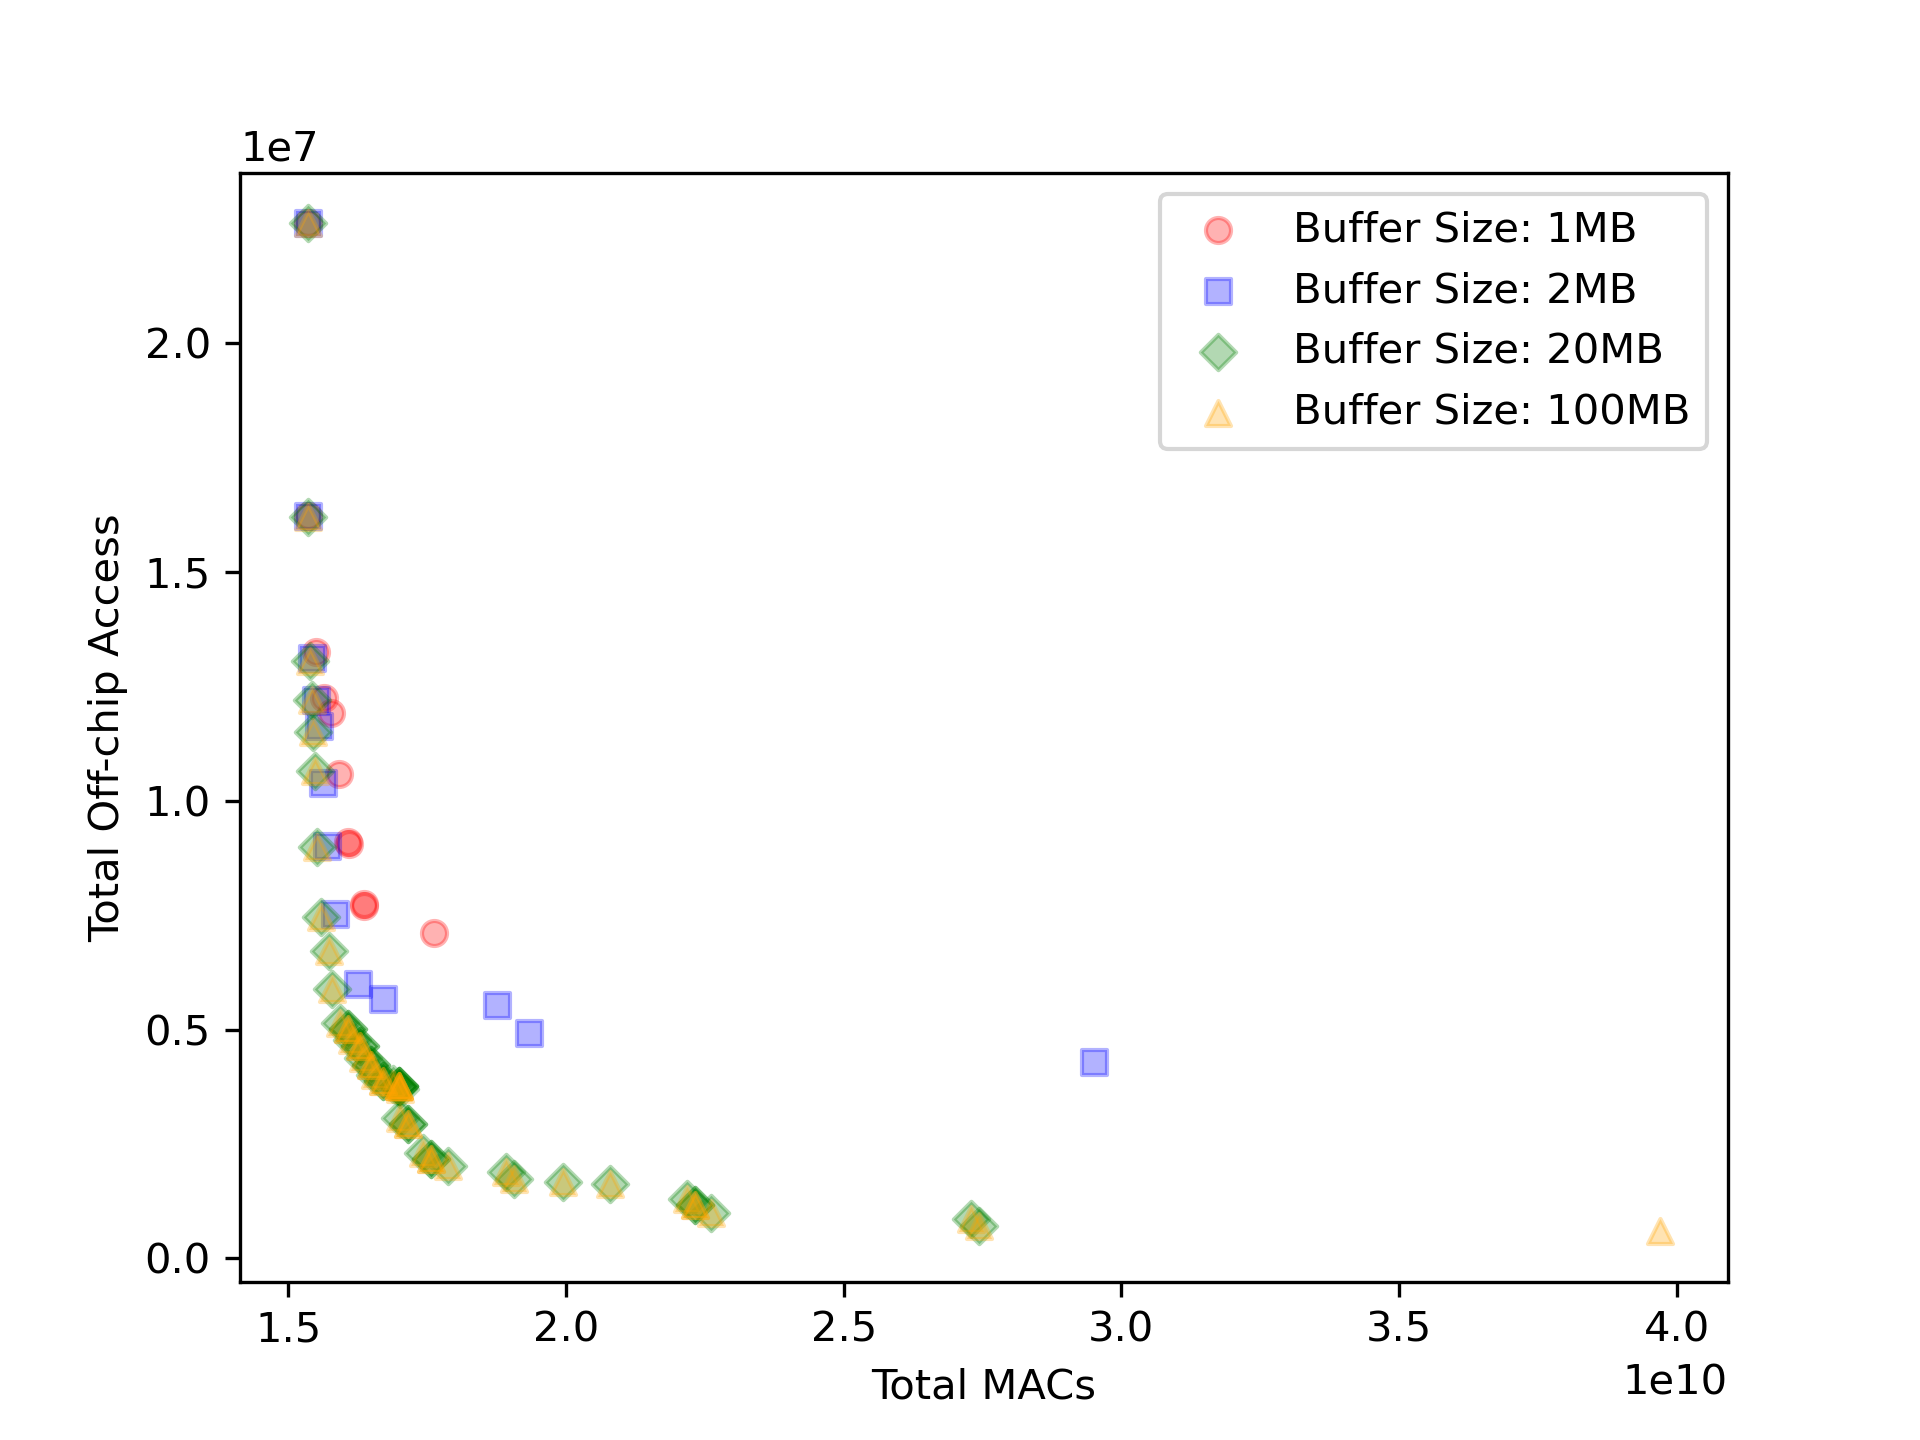 1e7
Buffer Size: 1MB
Buffer Size: 2MB
Buffer Size: 20MB
Buffer Size: 100MB
Total Off-chip Access
2.0
1.5
1.0
0.5
0.0
1.5 2.0 2.5 3.0 3.5 4.0
1e10
Total MACs